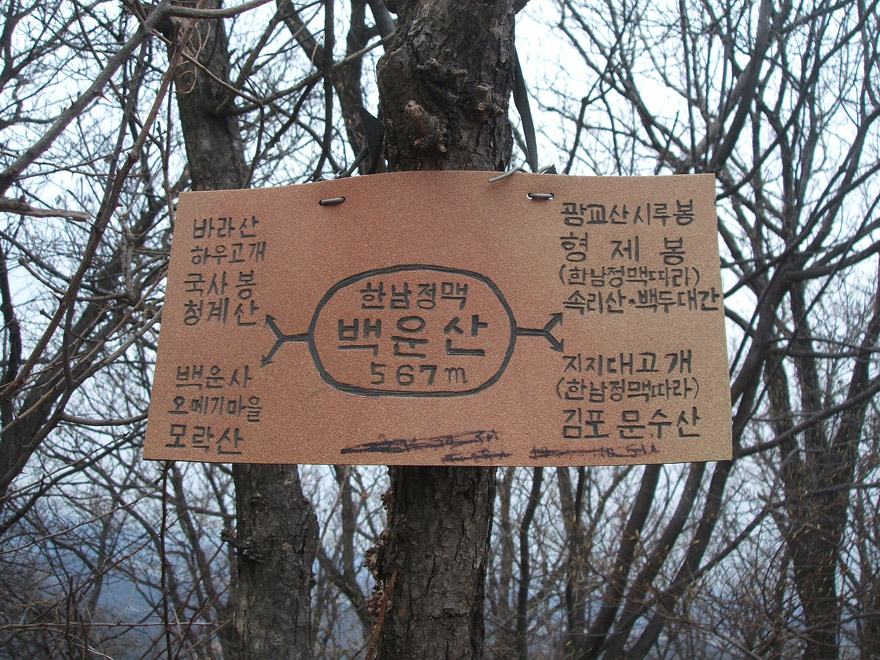 바라산
하우고개
국사봉
청계산
백운사
오메기마을
모락산
한남정맥
백운산
567m
광교산시루봉
형제봉
(한남정맥따라)
속리산·백두대간
지지대고개
(한남정맥따라)
김포문수산